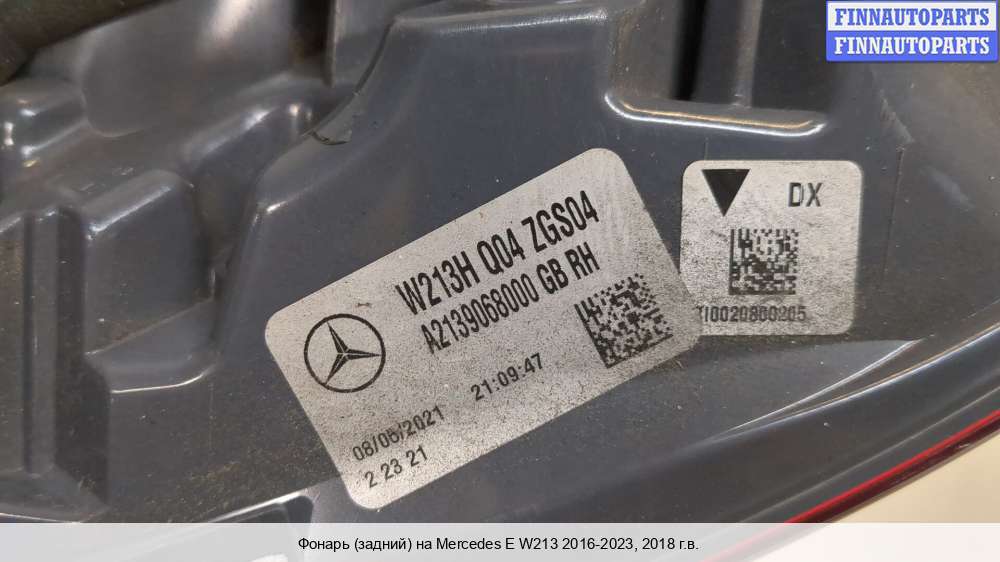 FINNAUTOPARTS
FINNAUTOPARTS
W213H Q04 ZGS04
A2139068000 GB RH
08/05/2021 21:09:47
2 23 21
DX
10020800205
Фонарь (задний) на Mercedes E W213 2016-2023, 2018 г.в.